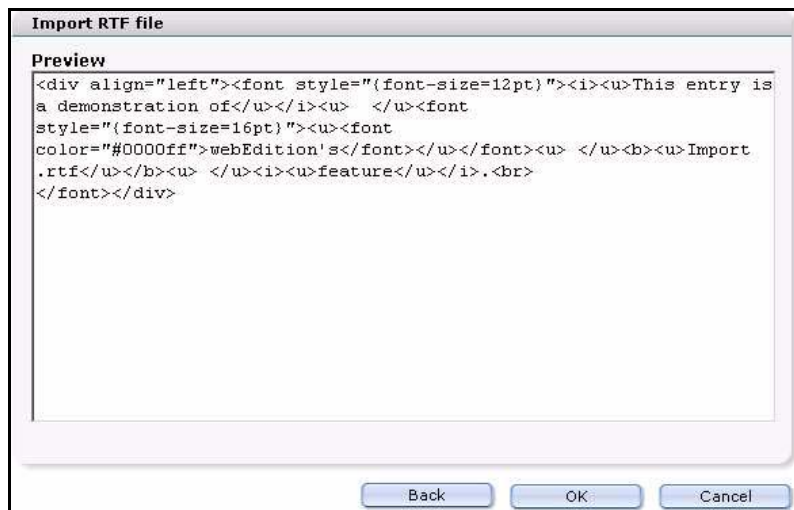 Import RTF file
Preview
<div align="left"><font style="{font-size=12pt}"><i><u>This entry is
a demonstration of</u></i><u>  </u><font
style="{font-size=16pt}"><u><font
color="#0000ff">webEdition's</font></u></font><u> </u><b><u>Import
.rtf</u></b><u> </u><i><u>feature</u></i>.<br>
</font></div>
Back OK Cancel